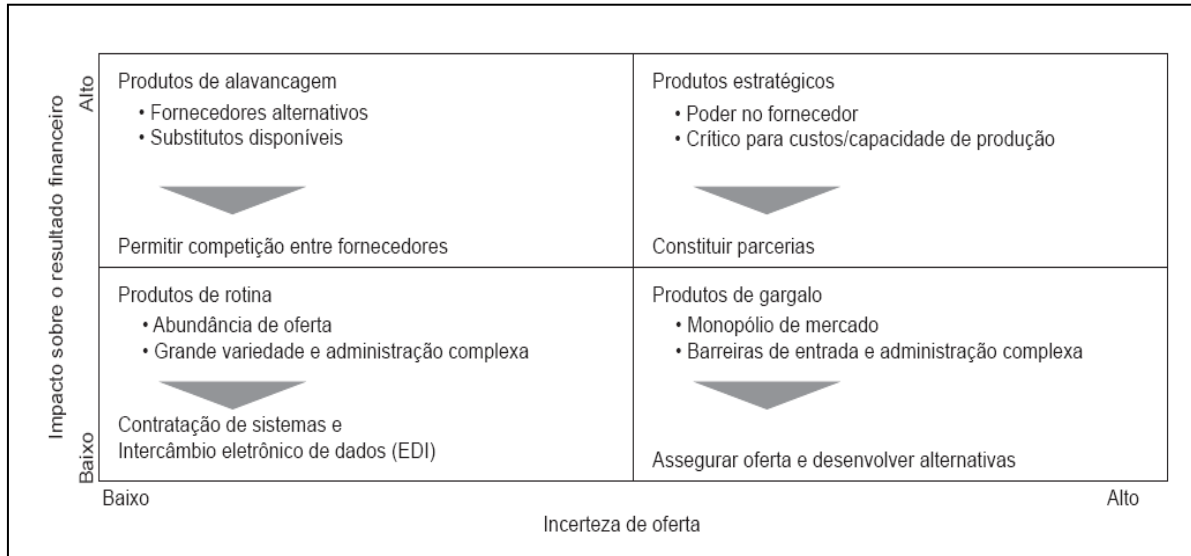 Impacto sobre o resultado financeiro
Alto
Baixo
Produtos de alavancagem
• Fornecedores alternativos
• Substitutos disponíveis
Permitir competição entre fornecedores
Produtos estratégicos
• Poder no fornecedor
• Crítico para custos/capacidade de produção
Constituir parcerias
Produtos de rotina
• Abundância de oferta
• Grande variedade e administração complexa
Contratação de sistemas e
Intercâmbio eletrônico de dados (EDI)
Produtos de gargalo
• Monopólio de mercado
• Barreiras de entrada e administração complexa
Assegurar oferta e desenvolver alternativas
Baixo
Alto
Incerteza de oferta